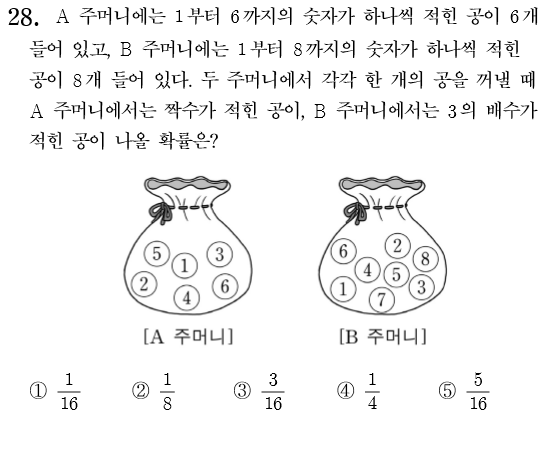 28. A 주머니에는 1부터 6까지의 숫자가 하나씩 적힌 공이 6개
들어 있고, B 주머니에는 1부터 8까지의 숫자가 하나씩 적힌
공이 8개 들어 있다. 두 주머니에서 각각 한 개의 공을 꺼낼 때
A 주머니에서는 짝수가 적힌 공이, B 주머니에서는 3의 배수가
적힌 공이 나올 확률은?
5 1 3 2 4 6
6 2 8 4 5 1 7 3
[A 주머니] [B 주머니]
① 1/16 ② 1/8 ③ 3/16 ④ 1/4 ⑤ 5/16